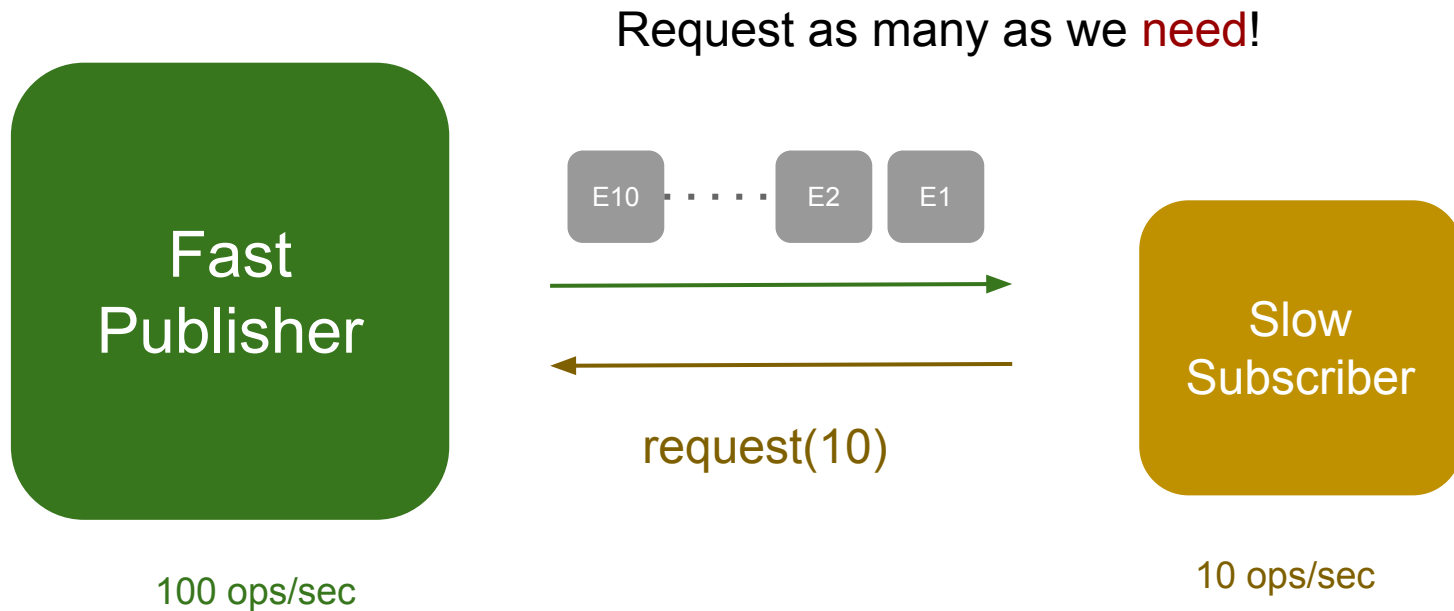 Request as many as we need!
Fast
Publisher
E10
E2
E1
Slow
Subscriber
request(10)
100 ops/sec
10 ops/sec